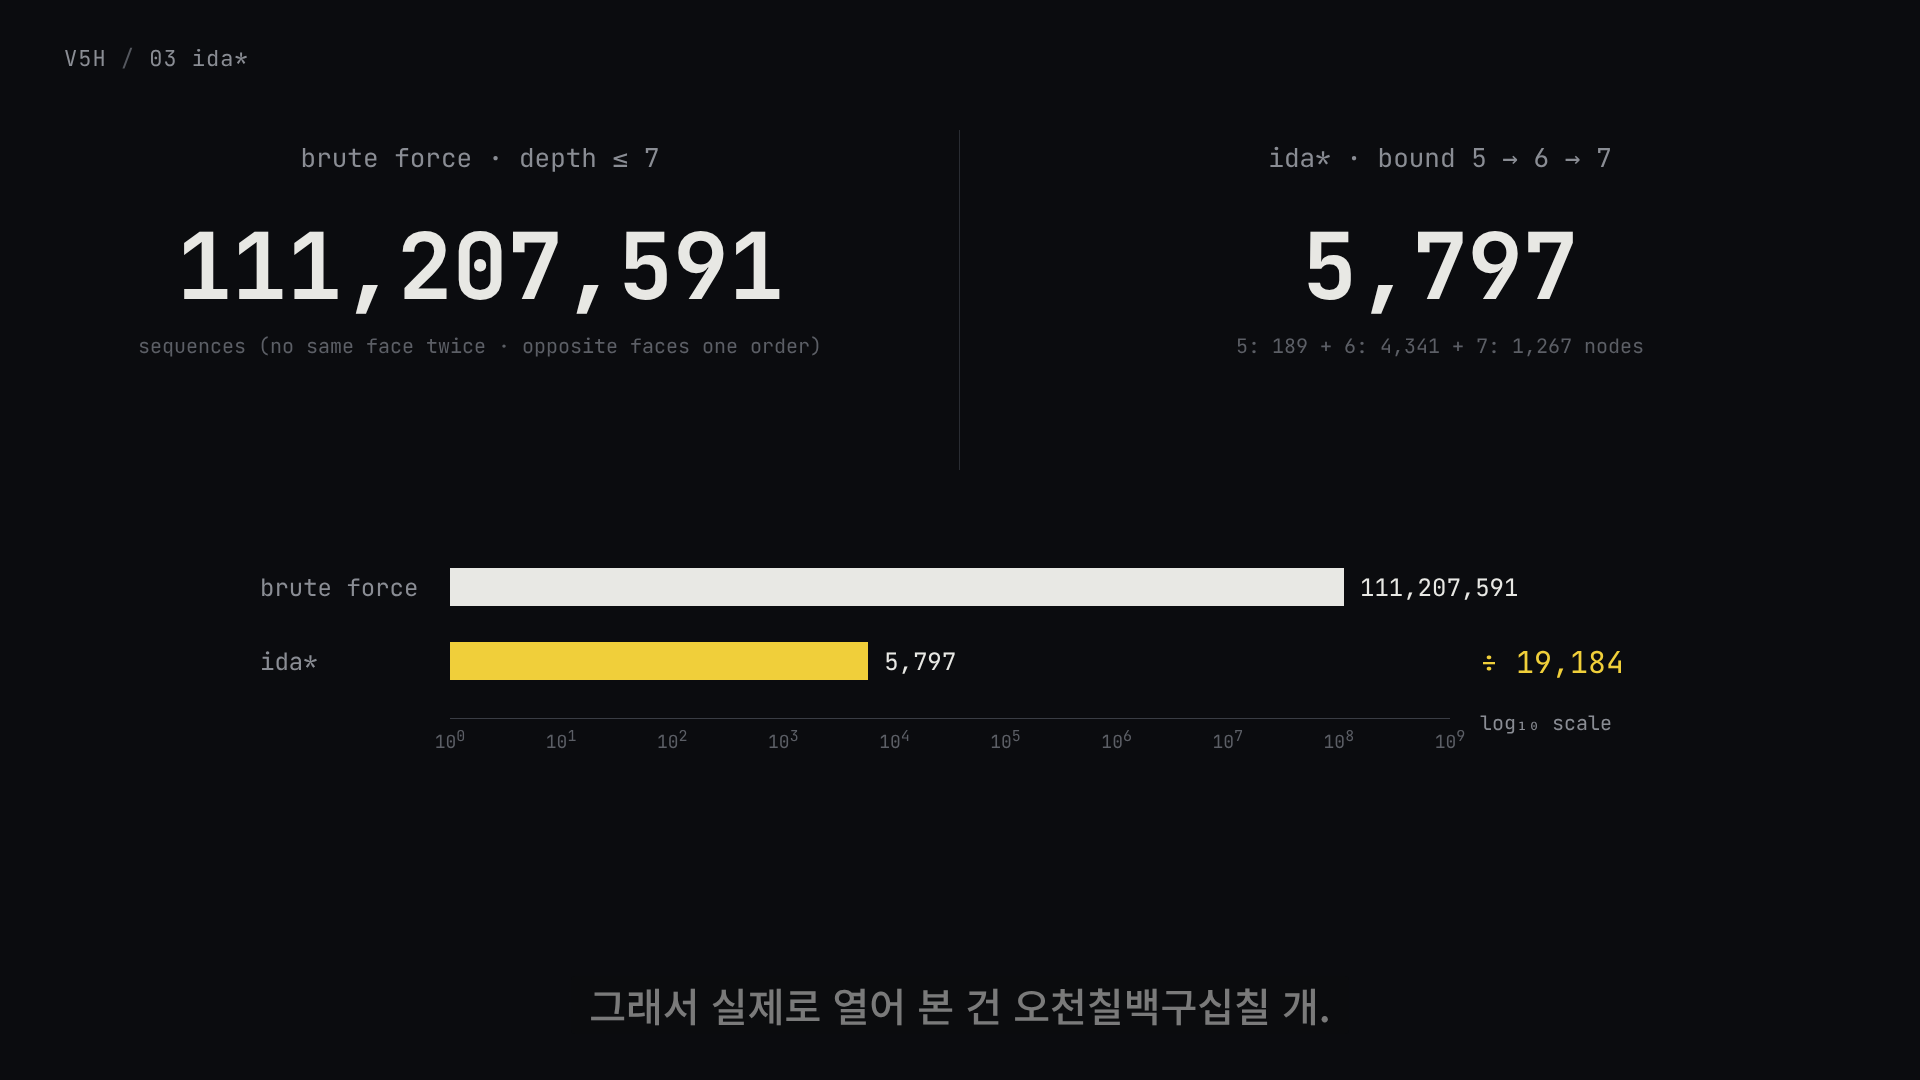 V5H / 03 ida*
brute force · depth ≤ 7
111,207,591
sequences (no same face twice · opposite faces one order)
ida* · bound 5 → 6 → 7
5,797
5: 189 + 6: 4,341 + 7: 1,267 nodes
brute force 111,207,591
ida* 5,797 ÷ 19,184
10⁰ 10¹ 10² 10³ 10⁴ 10⁵ 10⁶ 10⁷ 10⁸ 10⁹ log₁₀ scale
그래서 실제로 열어 본 건 오천칠백구십칠 개.